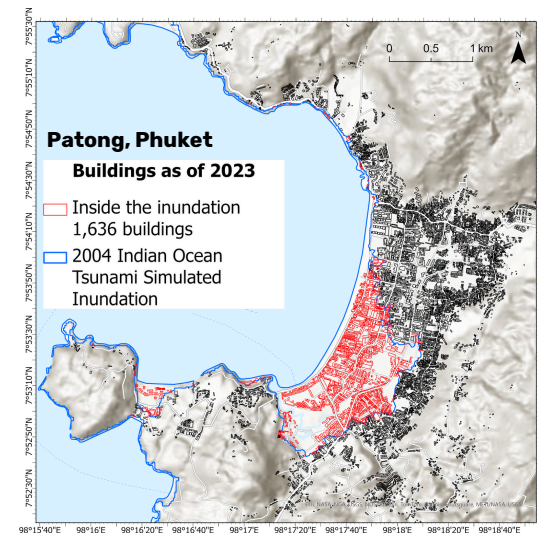 N
0 0.5 1 km
Patong, Phuket
Buildings as of 2023
Inside the inundation
1,636 buildings
2004 Indian Ocean
Tsunami Simulated
Inundation
7°55'30"N
7°55'10"N
7°54'50"N
7°54'30"N
7°54'10"N
7°53'50"N
7°53'30"N
7°53'10"N
7°52'50"N
7°52'30"N
98°15'40"E 98°16'E 98°16'20"E 98°16'40"E 98°17'E 98°17'20"E 98°17'40"E 98°18'E 98°18'20"E 98°18'40"E